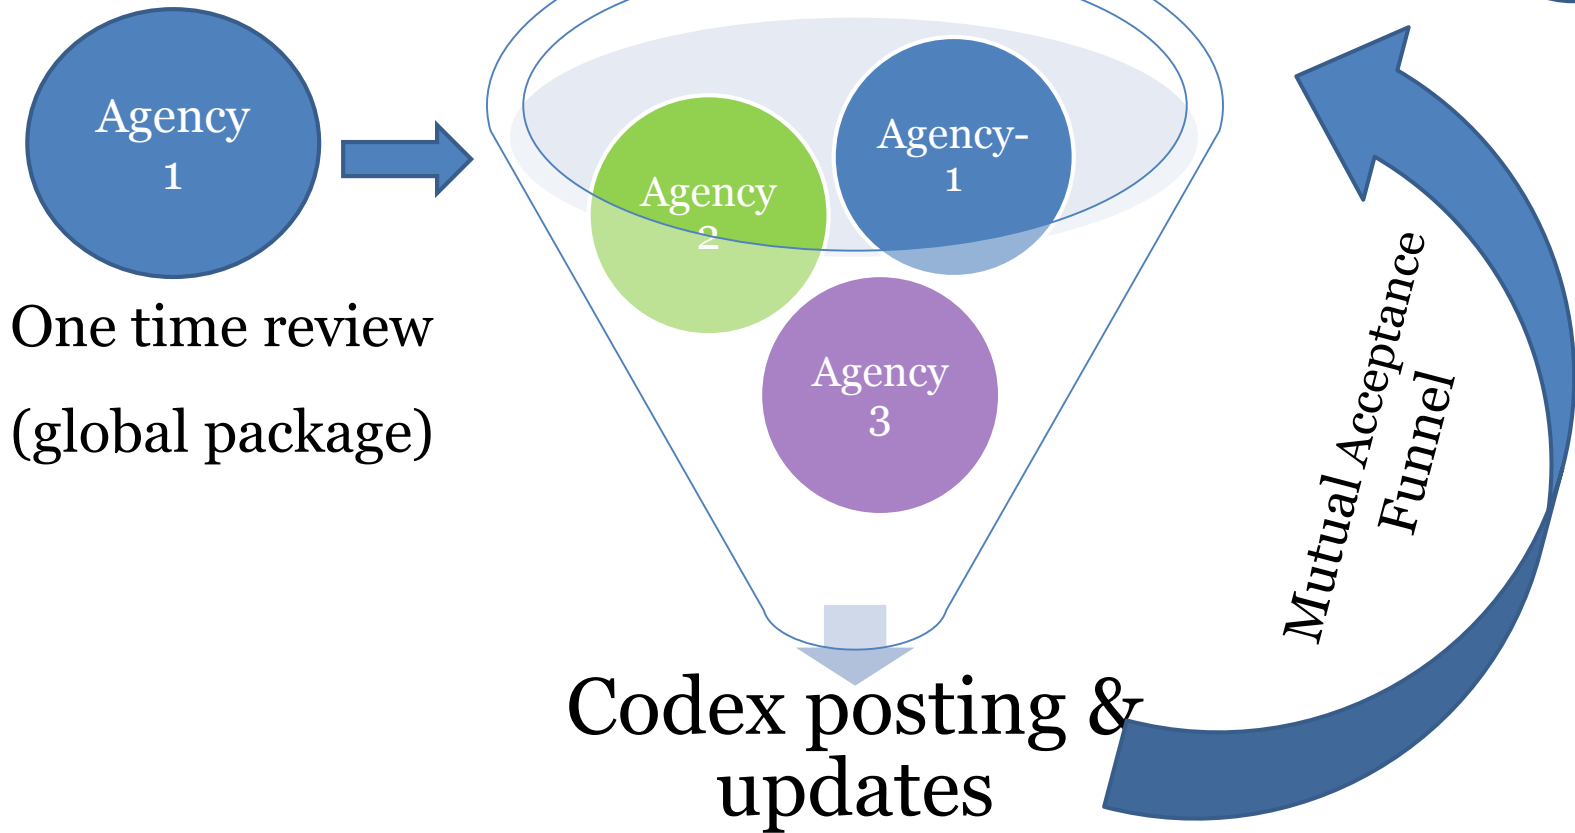 Agency
1
One time review
(global package)
Agency
2
Agency-
1
Agency
3
Mutual Acceptance
Funnel
Codex posting &
updates